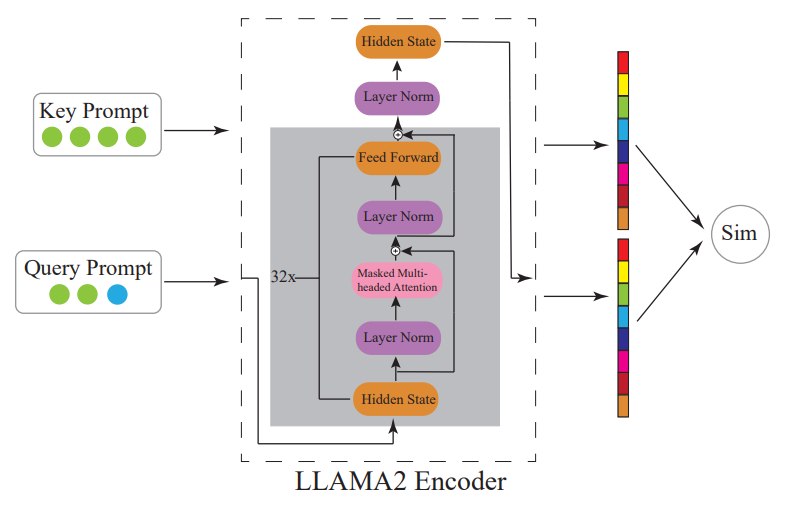 Hidden State
Layer Norm
Key Prompt
Feed Forward
Layer Norm
Query Prompt
Sim
32x
Masked Multi-
headed Attention
Layer Norm
Hidden State
LLAMA2 Encoder